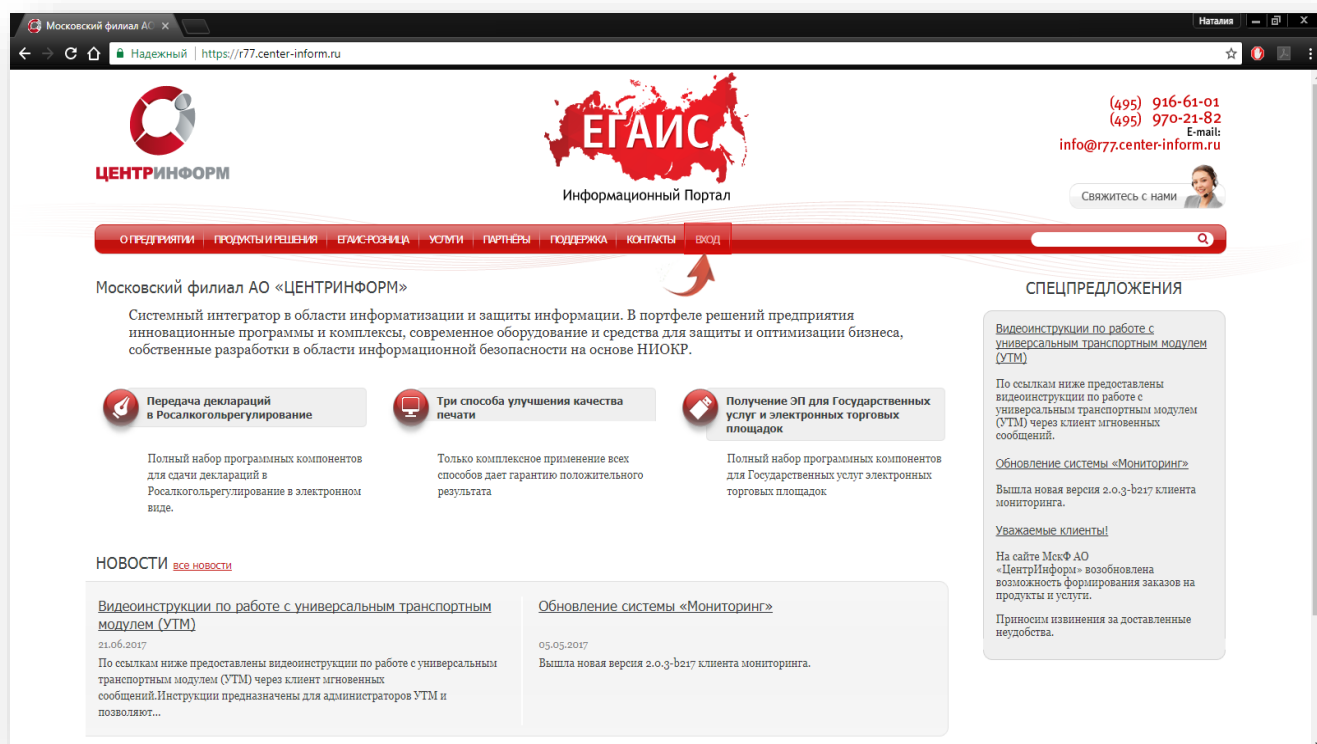 Московский филиал АО
Наталия
Надежный
https://r77.center-inform.ru
ЦЕНТРИНФОРМ
ЕГАИС
Информационный Портал
(495) 916-61-01
(495) 970-21-82
E-mail:
info@r77.center-inform.ru
Свяжитесь с нами
О ПРЕДПРИЯТИИ
ПРОДУКТЫ И РЕШЕНИЯ
ЕГАИС-РОЗНИЦА
УСЛУГИ
ПАРТНЁРЫ
ПОДДЕРЖКА
КОНТАКТЫ
ВХОД
Московский филиал АО «ЦЕНТРИНФОРМ»
Системный интегратор в области информатизации и защиты информации. В портфеле решений предприятия
инновационные программы и комплексы, современное оборудование и средства для защиты и оптимизации бизнеса,
собственные разработки в области информационной безопасности на основе НИОКР.
Передача деклараций
в Росалкогольрегулирование
Полный набор программных компонентов
для сдачи деклараций в
Росалкогольрегулирование в электронном
виде.
Три способа улучшения качества
печати
Только комплексное применение всех
способов дает гарантию положительного
результата
Получение ЭП для Государственных
услуг и электронных торговых
площадок
Полный набор программных компонентов
для Государственных услуг электронных
торговых площадок
НОВОСТИ все новости
Видеоинструкции по работе с универсальным транспортным
модулем (УТМ)
21.06.2017
По ссылкам ниже предоставлены видеоинструкции по работе с универсальным
транспортным модулем (УТМ) через клиент мгновенных
сообщений.Инструкции предназначены для администраторов УТМ и
позволяют...
Обновление системы «Мониторинг»
05.05.2017
Вышла новая версия 2.0.3-b217 клиента мониторинга.
СПЕЦПРЕДЛОЖЕНИЯ
Видеоинструкции по работе с
универсальным транспортным модулем
(УТМ)
По ссылкам ниже предоставлены
видеоинструкции по работе с
универсальным транспортным модулем
(УТМ) через клиент мгновенных
сообщений.
Обновление системы «Мониторинг»
Вышла новая версия 2.0.3-b217 клиента
мониторинга.
Уважаемые клиенты!
На сайте МскФ АО
«ЦентрИнформ» возобновлена
возможность формирования заказов на
продукты и услуги.
Приносим извинения за доставленные
неудобства.